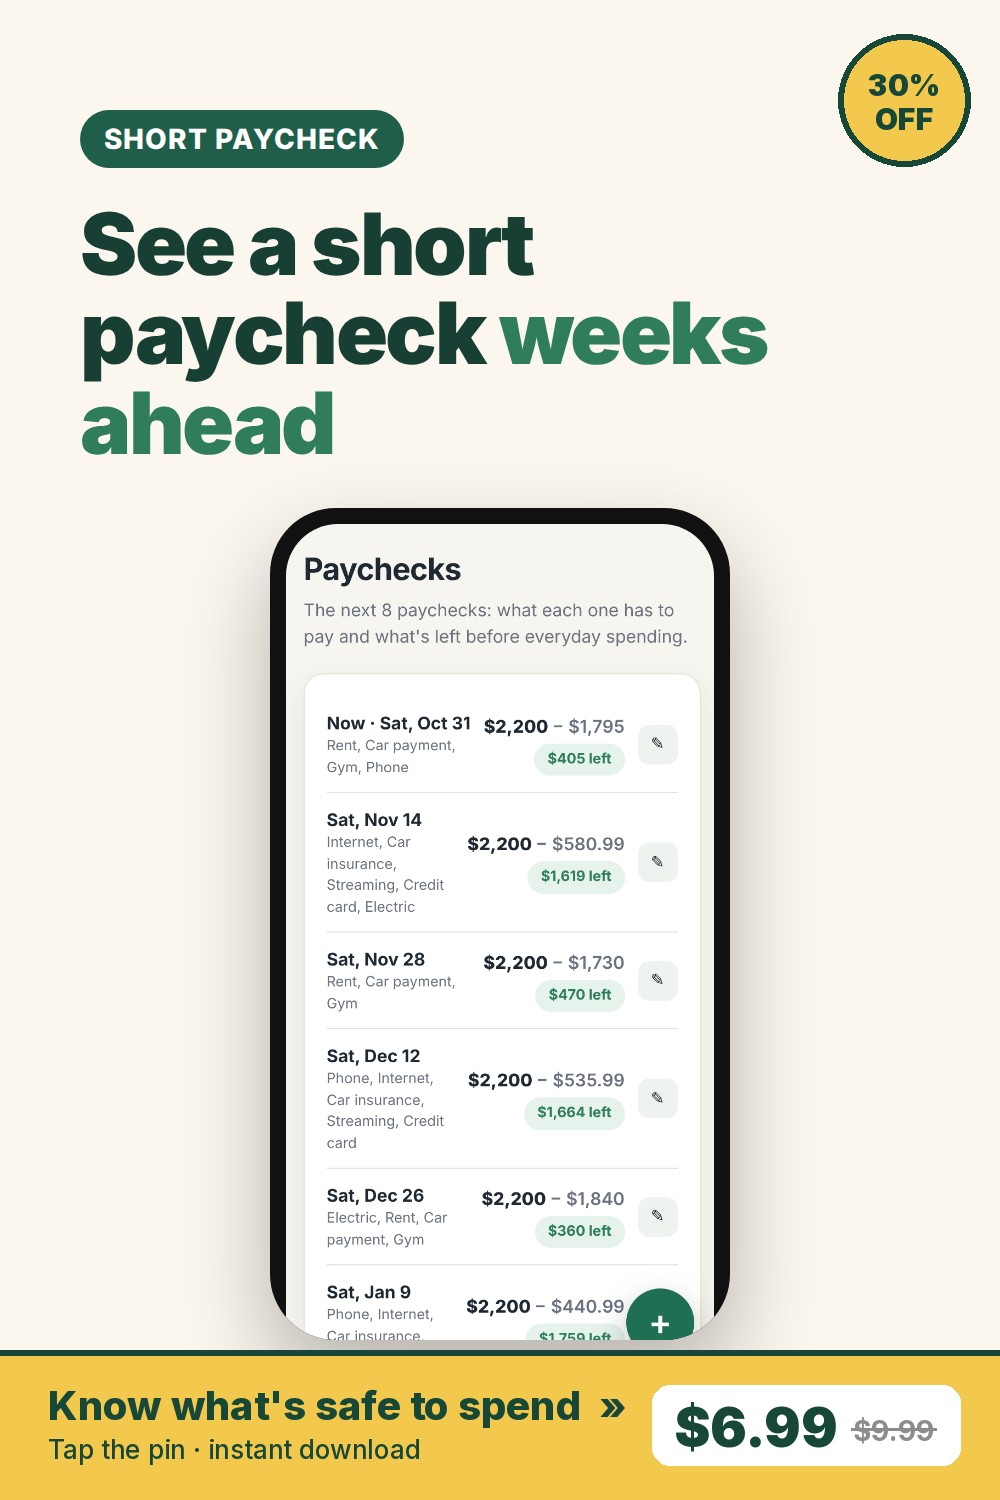 30%
OFF
SHORT PAYCHECK
See a short
paycheck weeks
ahead
Paychecks
The next 8 paychecks: what each one has to
pay and what's left before everyday spending.
Now · Sat, Oct 31
Rent, Car payment,
Gym, Phone
$2,200 – $1,795
$405 left
Sat, Nov 14
Internet, Car
insurance,
Streaming, Credit
card, Electric
$2,200 – $580.99
$1,619 left
Sat, Nov 28
Rent, Car payment,
Gym
$2,200 – $1,730
$470 left
Sat, Dec 12
Phone, Internet,
Car insurance,
Streaming, Credit
card
$2,200 – $535.99
$1,664 left
Sat, Dec 26
Electric, Rent, Car
payment, Gym
$2,200 – $1,840
$360 left
Sat, Jan 9
Phone, Internet,
Car insurance,
$2,200 – $440.99
$1,759 left
+
Know what's safe to spend »
Tap the pin · instant download
$6.99 $9.99